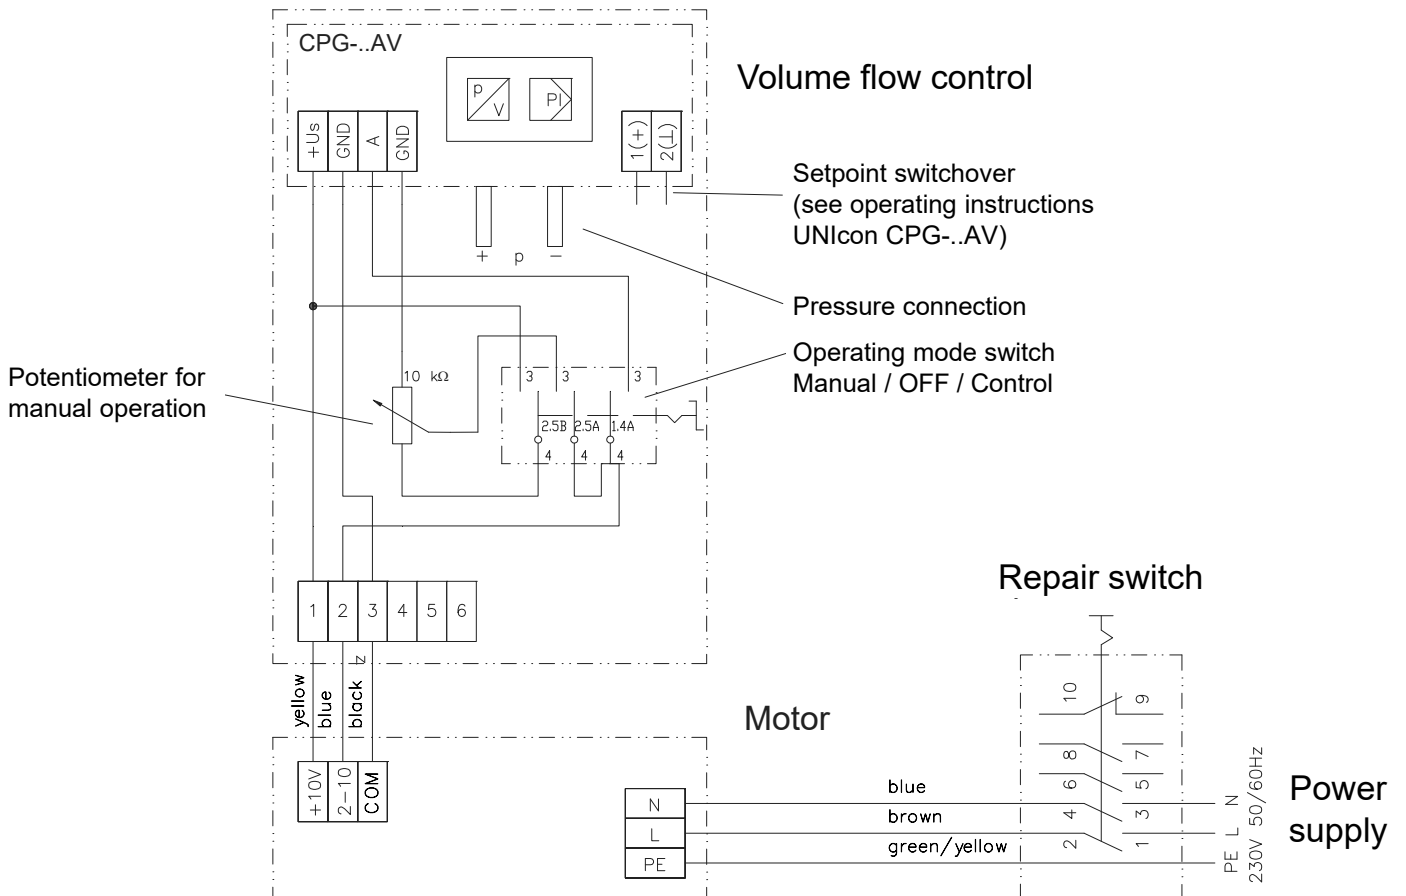 CPG-..AV
Volume flow control
p
V
PI
+Us
GND
A
GND
1(+)
2(⊥)
Setpoint switchover
(see operating instructions
UNIcon CPG-..AV)
+ p −
Pressure connection
Operating mode switch
Manual / OFF / Control
Potentiometer for
manual operation
10 kΩ
3 3 3
2.5B 2.5A 1.4A
4 4 4
Repair switch
1 2 3 4 5 6
z
yellow
blue
black
Motor
+10V
2-10
COM
N
L
PE
blue
brown
green/yellow
10 9
8 7
6 5
4 3
2 1
PE L N
230V 50/60Hz
Power
supply